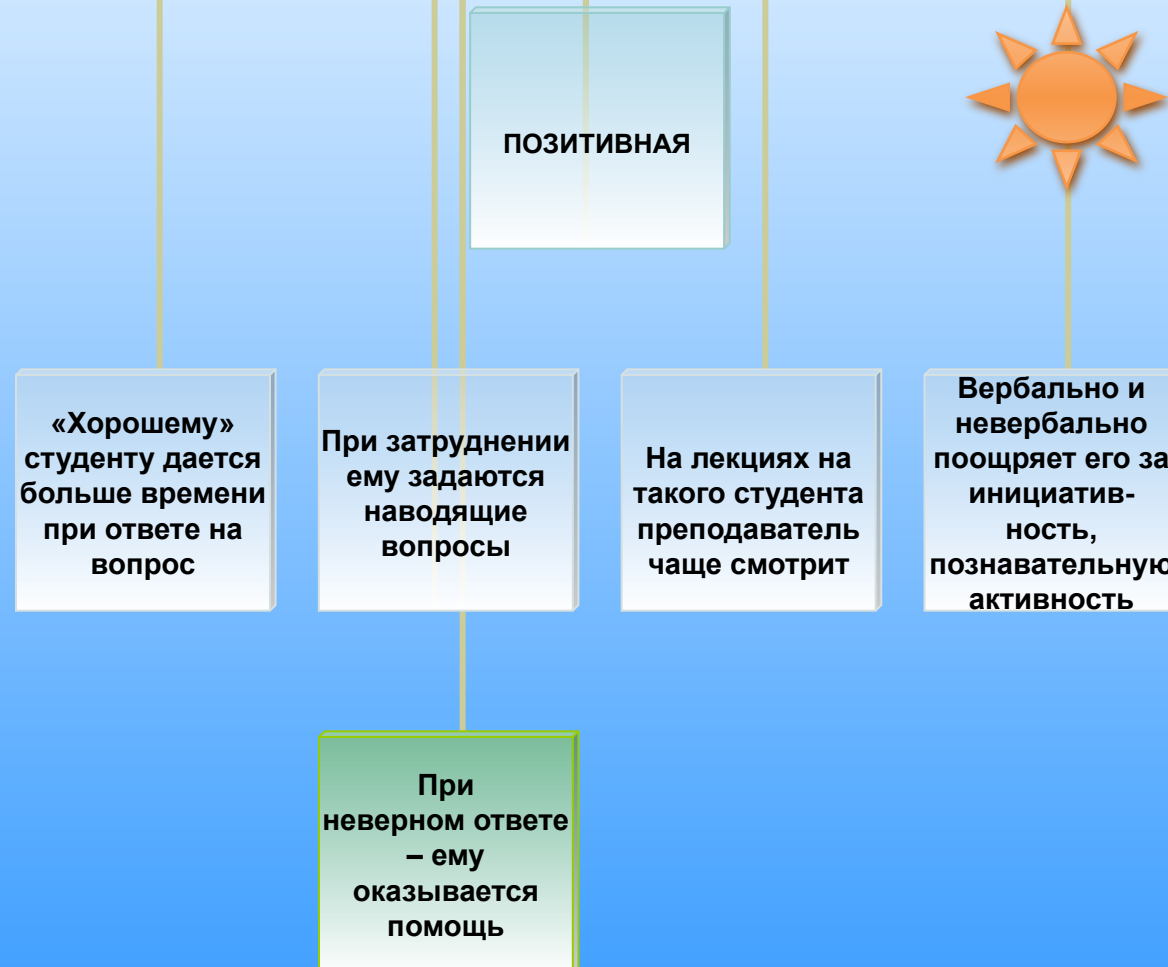 ПОЗИТИВНАЯ
«Хорошему»
студенту дается
больше времени
при ответе на
вопрос
При затруднении
ему задаются
наводящие
вопросы
На лекциях на
такого студента
преподаватель
чаще смотрит
Вербально и
невербально
поощряет его за
инициатив-
ность,
познавательную
активность
При
неверном ответе
– ему
оказывается
помощь